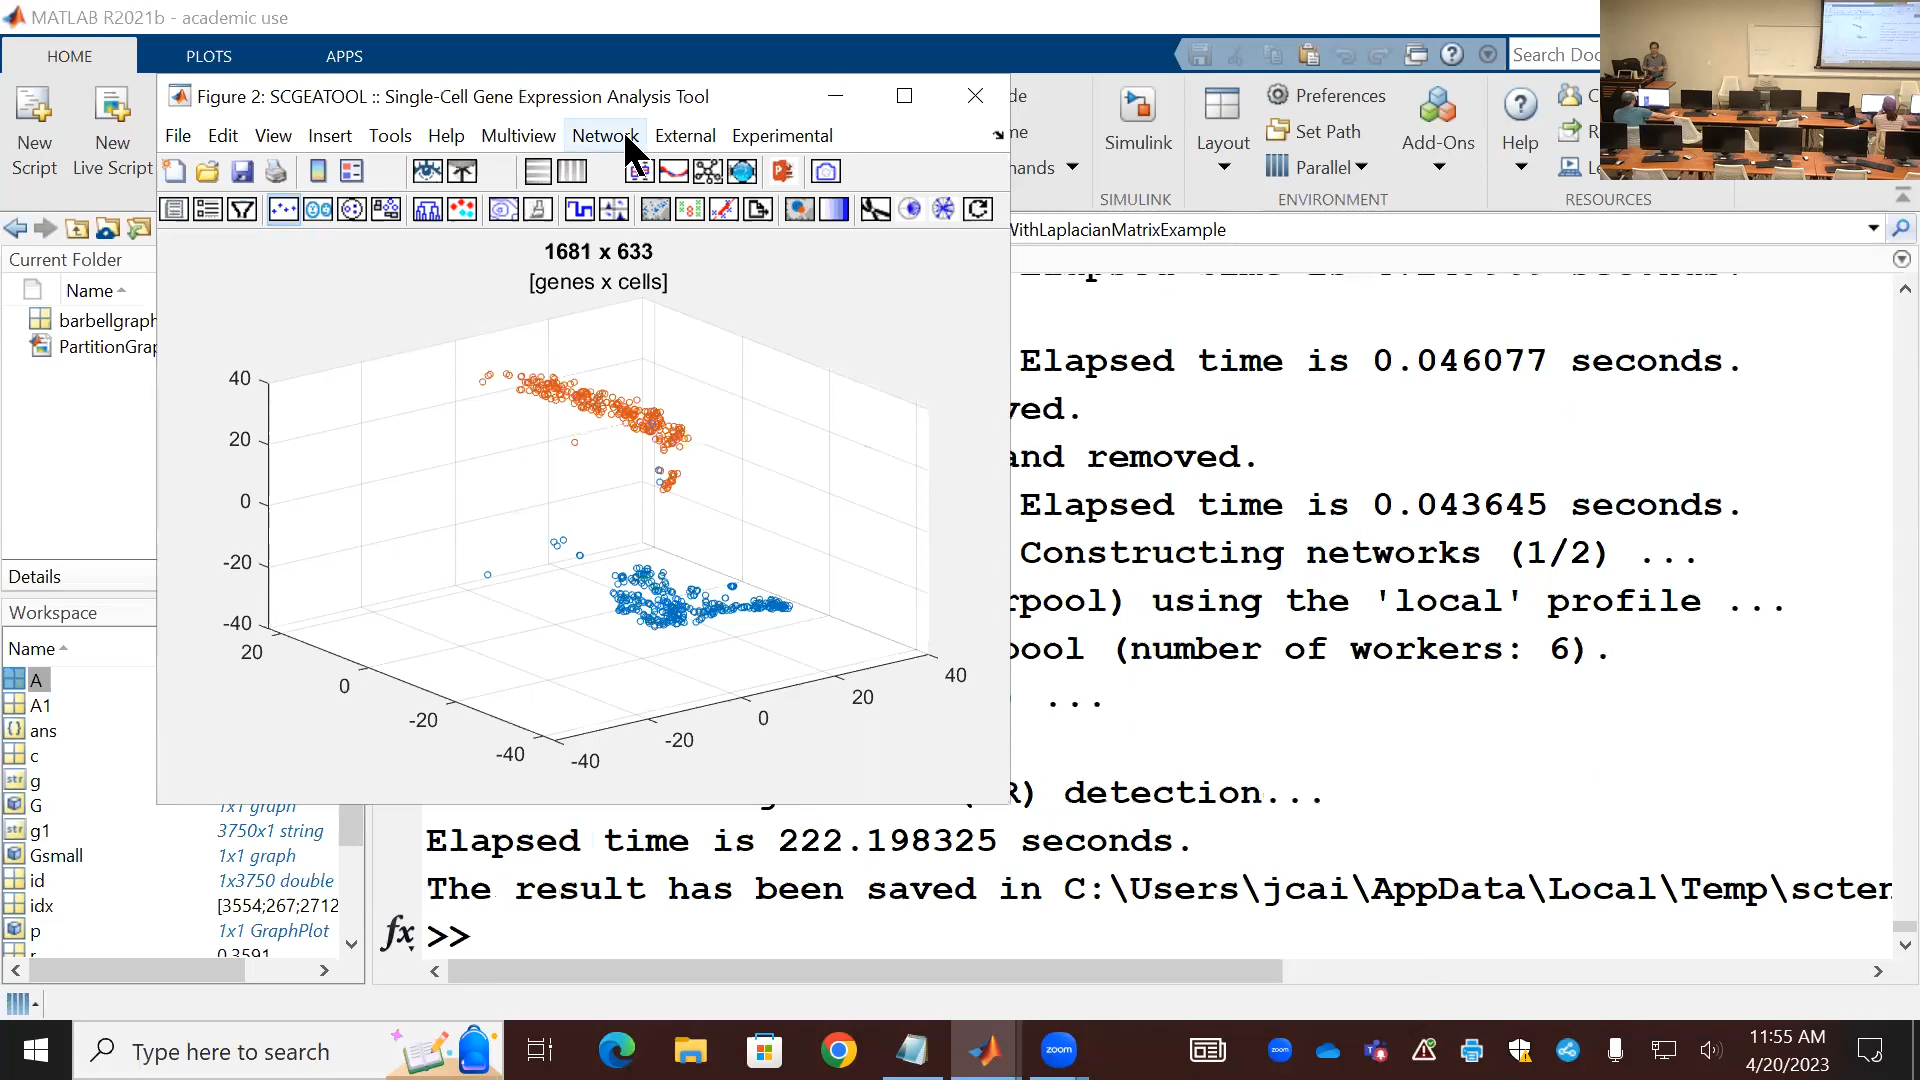 MATLAB R2021b - academic use
HOME
PLOTS
APPS
Search Doc
New
Script
New
Live Script
Figure 2: SCGEATOOL :: Single-Cell Gene Expression Analysis Tool
File Edit View Insert Tools Help Multiview Network External Experimental
Simulink
Layout
Preferences
Set Path
Parallel
Add-Ons
Help
SIMULINK
ENVIRONMENT
RESOURCES
WithLaplacianMatrixExample
Current Folder
Name
barbellgraph
PartitionGrap
Details
Workspace
Name
A
A1
ans
c
g
G 1x1 graph
g1 3750x1 string
Gsmall 1x1 graph
id 1x3750 double
idx [3554;267;2712
p 1x1 GraphPlot
r 0.3591
1681 x 633
[genes x cells]
40
20
0
-20
-40
20
0
-20
-40
-40
-20
0
20
40
Elapsed time is 0.046077 seconds.
ved.
and removed.
Elapsed time is 0.043645 seconds.
Constructing networks (1/2) ...
rpool) using the 'local' profile ...
pool (number of workers: 6).
...
R) detection...
Elapsed time is 222.198325 seconds.
The result has been saved in C:\Users\jcai\AppData\Local\Temp\scten
fx >>
Type here to search
zoom
zoom
11:55 AM
4/20/2023